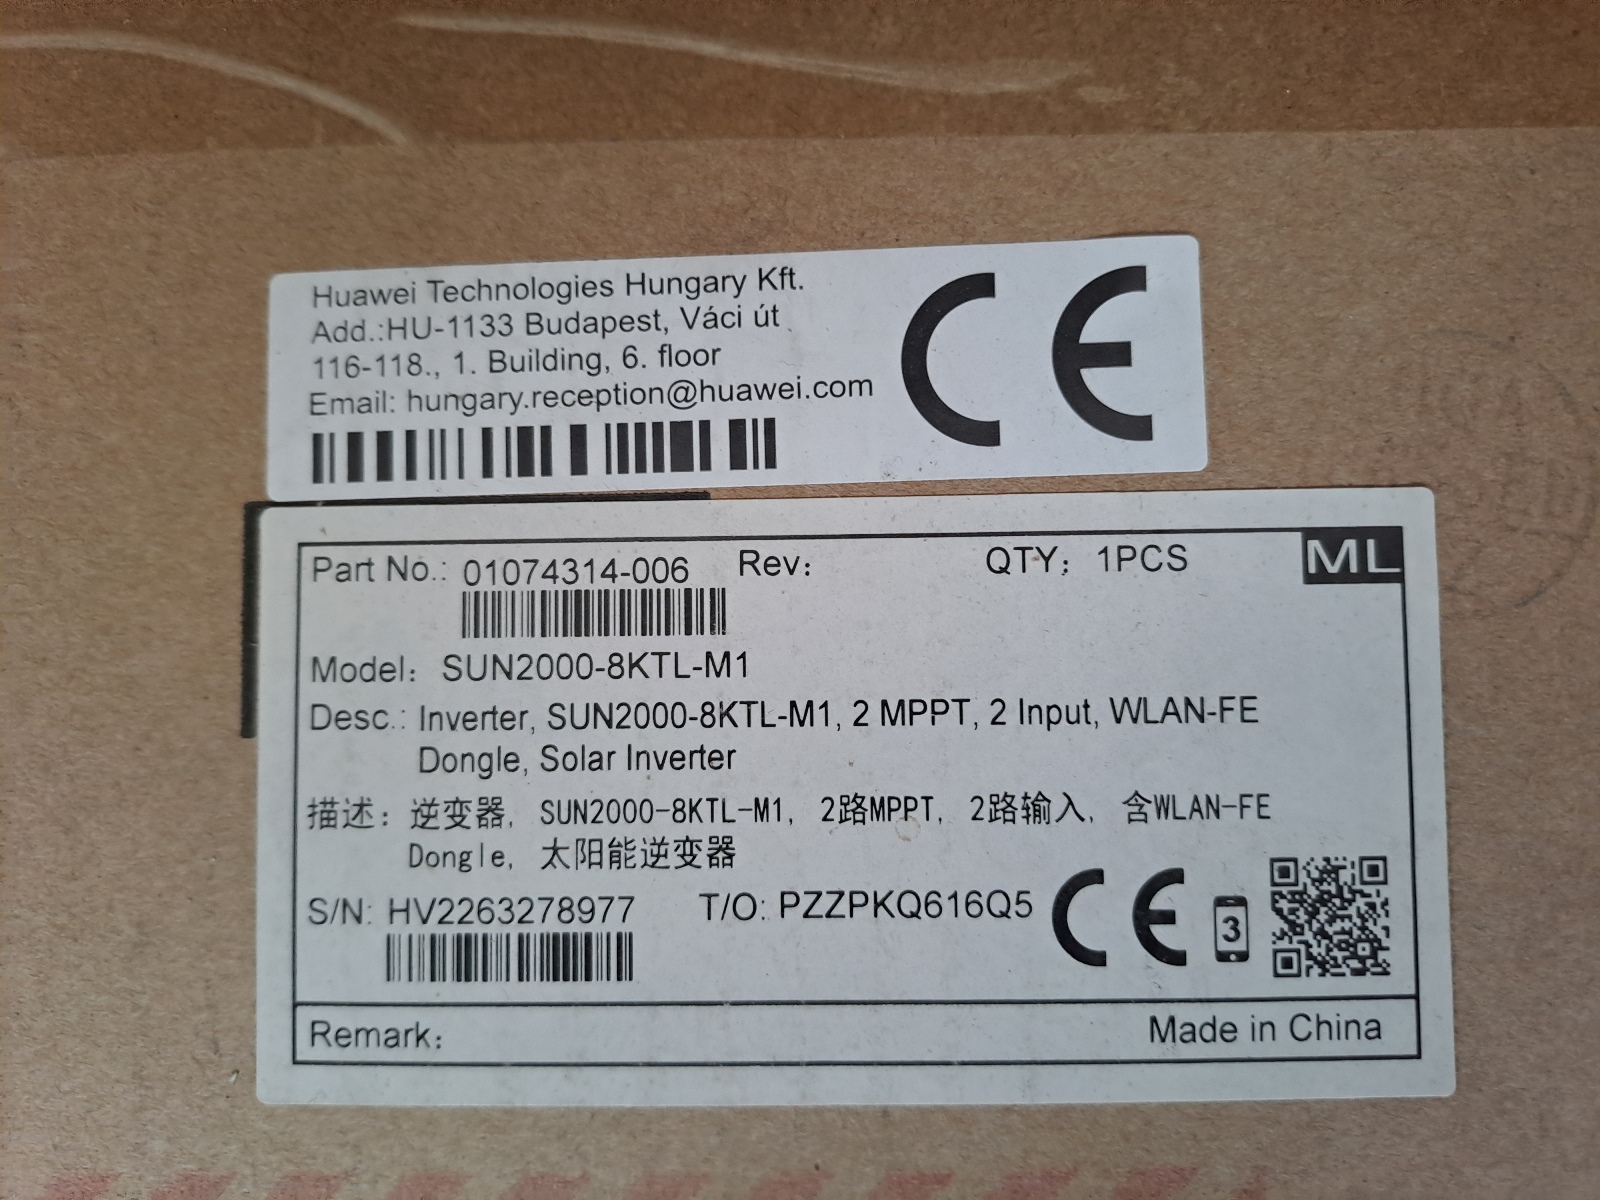 Huawei Technologies Hungary Kft.
Add.:HU-1133 Budapest, Váci út
116-118., 1. Building, 6. floor
Email: hungary.reception@huawei.com
CE
Part No.: 01074314-006 Rev: QTY: 1PCS ML
Model: SUN2000-8KTL-M1
Desc.: Inverter, SUN2000-8KTL-M1, 2 MPPT, 2 Input, WLAN-FE
Dongle, Solar Inverter
描述: 逆变器, SUN2000-8KTL-M1, 2路MPPT, 2路输入, 含WLAN-FE
Dongle, 太阳能逆变器
S/N: HV2263278977 T/O: PZZPKQ616Q5 CE 3
Remark: Made in China